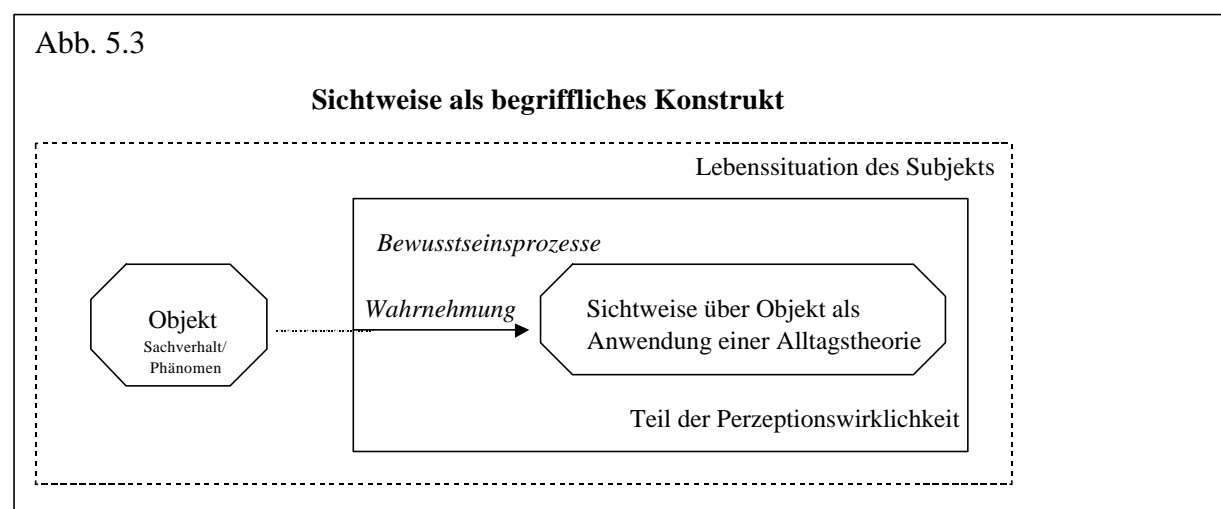 Abb. 5.3
Sichtweise als begriffliches Konstrukt
Lebenssituation des Subjekts
Bewusstseinsprozesse
Wahrnehmung
Objekt
Sachverhalt/
Phänomen
Sichtweise über Objekt als
Anwendung einer Alltagstheorie
Teil der Perzeptionswirklichkeit